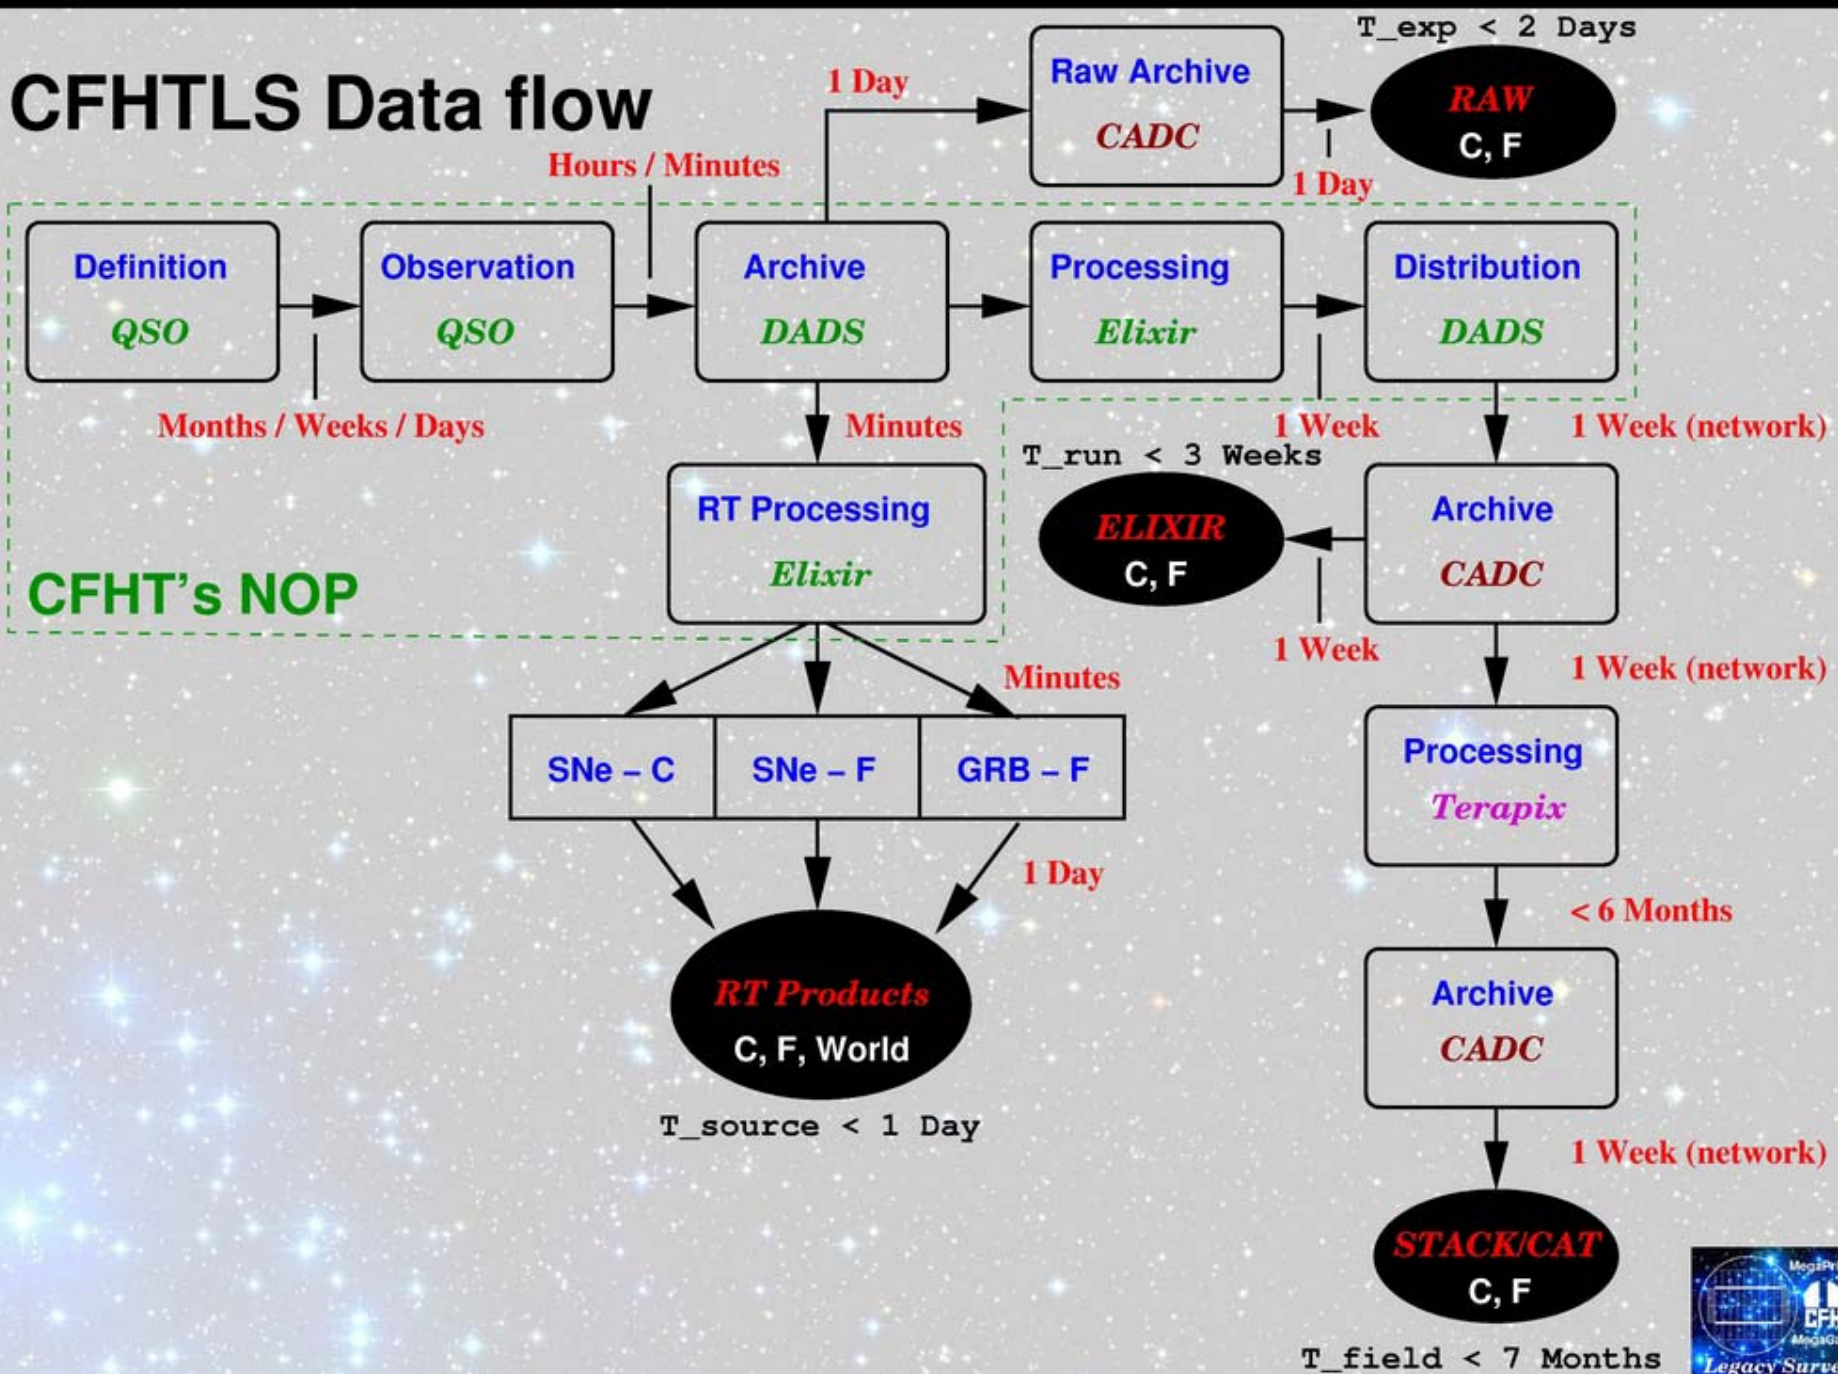 T_exp < 2 Days
CFHTLS Data flow
1 Day
Raw Archive
CADC
RAW
C, F
1 Day
Hours / Minutes
Definition
QSO
Observation
QSO
Archive
DADS
Processing
Elixir
Distribution
DADS
Months / Weeks / Days
Minutes
1 Week
1 Week (network)
T_run < 3 Weeks
RT Processing
Elixir
ELIXIR
C, F
Archive
CADC
CFHT's NOP
1 Week
1 Week (network)
Minutes
SNe – C
SNe – F
GRB – F
Processing
Terapix
1 Day
< 6 Months
RT Products
C, F, World
Archive
CADC
T_source < 1 Day
1 Week (network)
STACK/CAT
C, F
T_field < 7 Months
Legacy